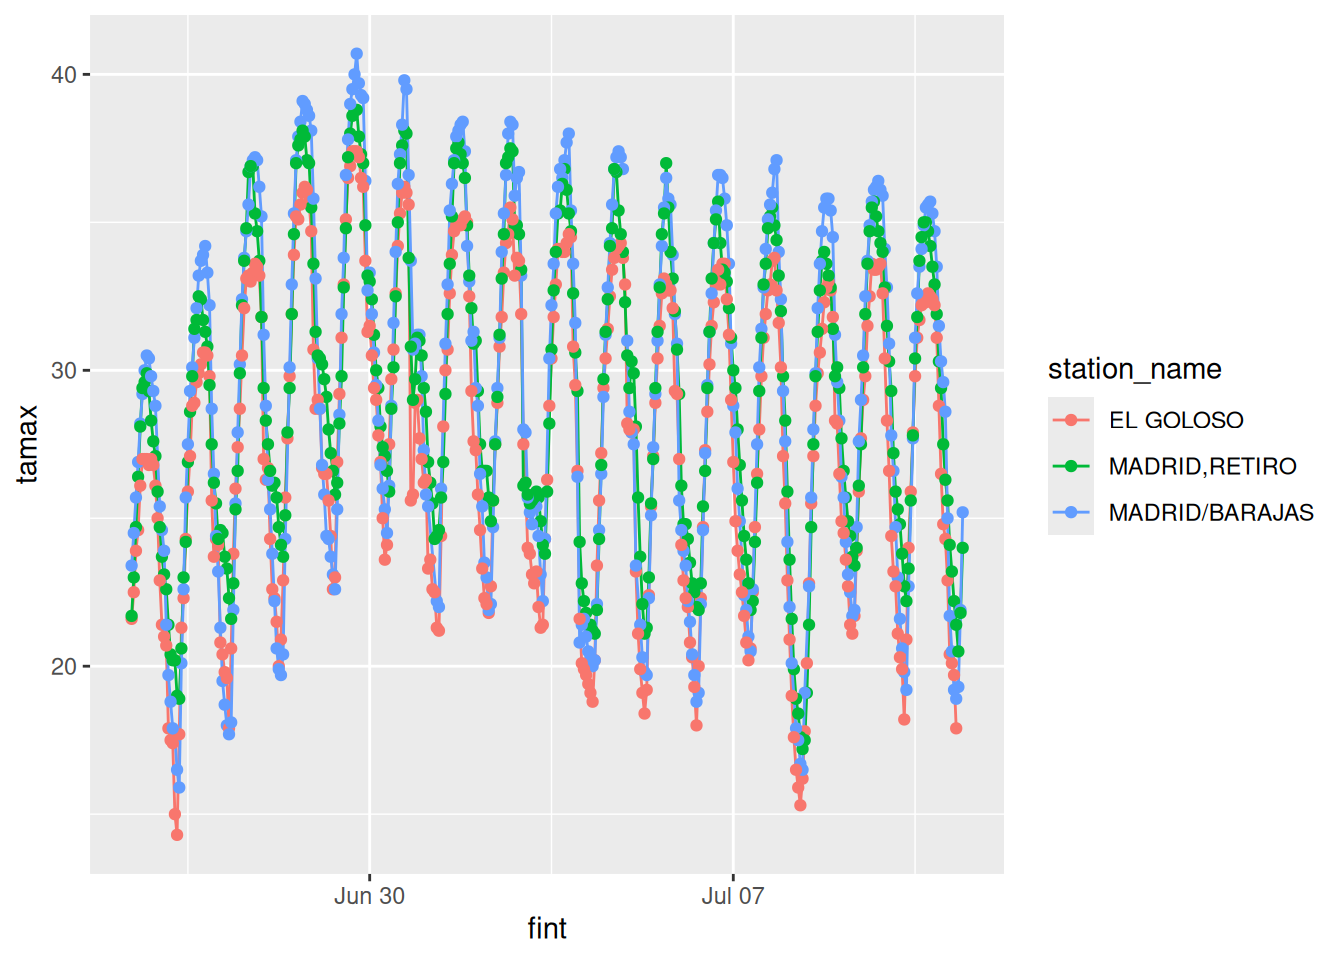 40
30
20
tamax
Jun 30
Jul 07
fint
station_name
EL GOLOSO
MADRID,RETIRO
MADRID/BARAJAS